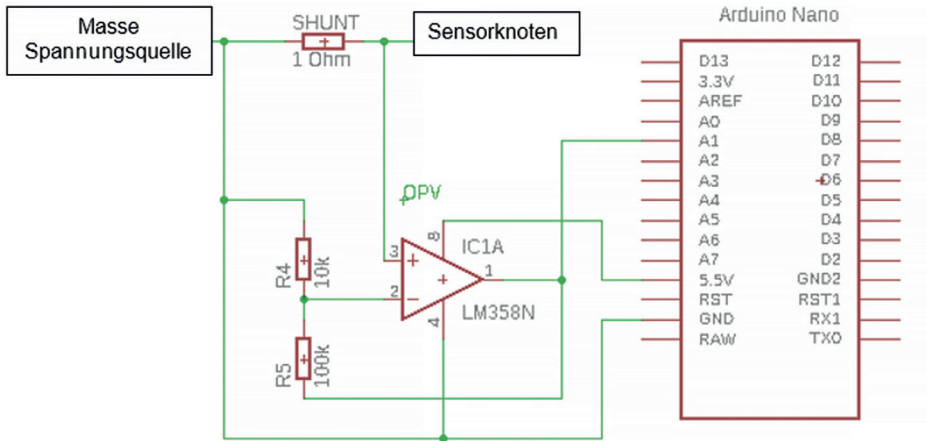 Masse
Spannungsquelle
SHUNT
1 Ohm
Sensorknoten
Arduino Nano
D13
3.3V
AREF
A0
A1
A2
A3
A4
A5
A6
A7
5.5V
RST
GND
RAW
D12
D11
D10
D9
D8
D7
D6
D5
D4
D3
D2
GND2
RST1
RX1
TX0
OPV
IC1A
LM358N
3
2
8
4
1
R4
10k
R5
100k